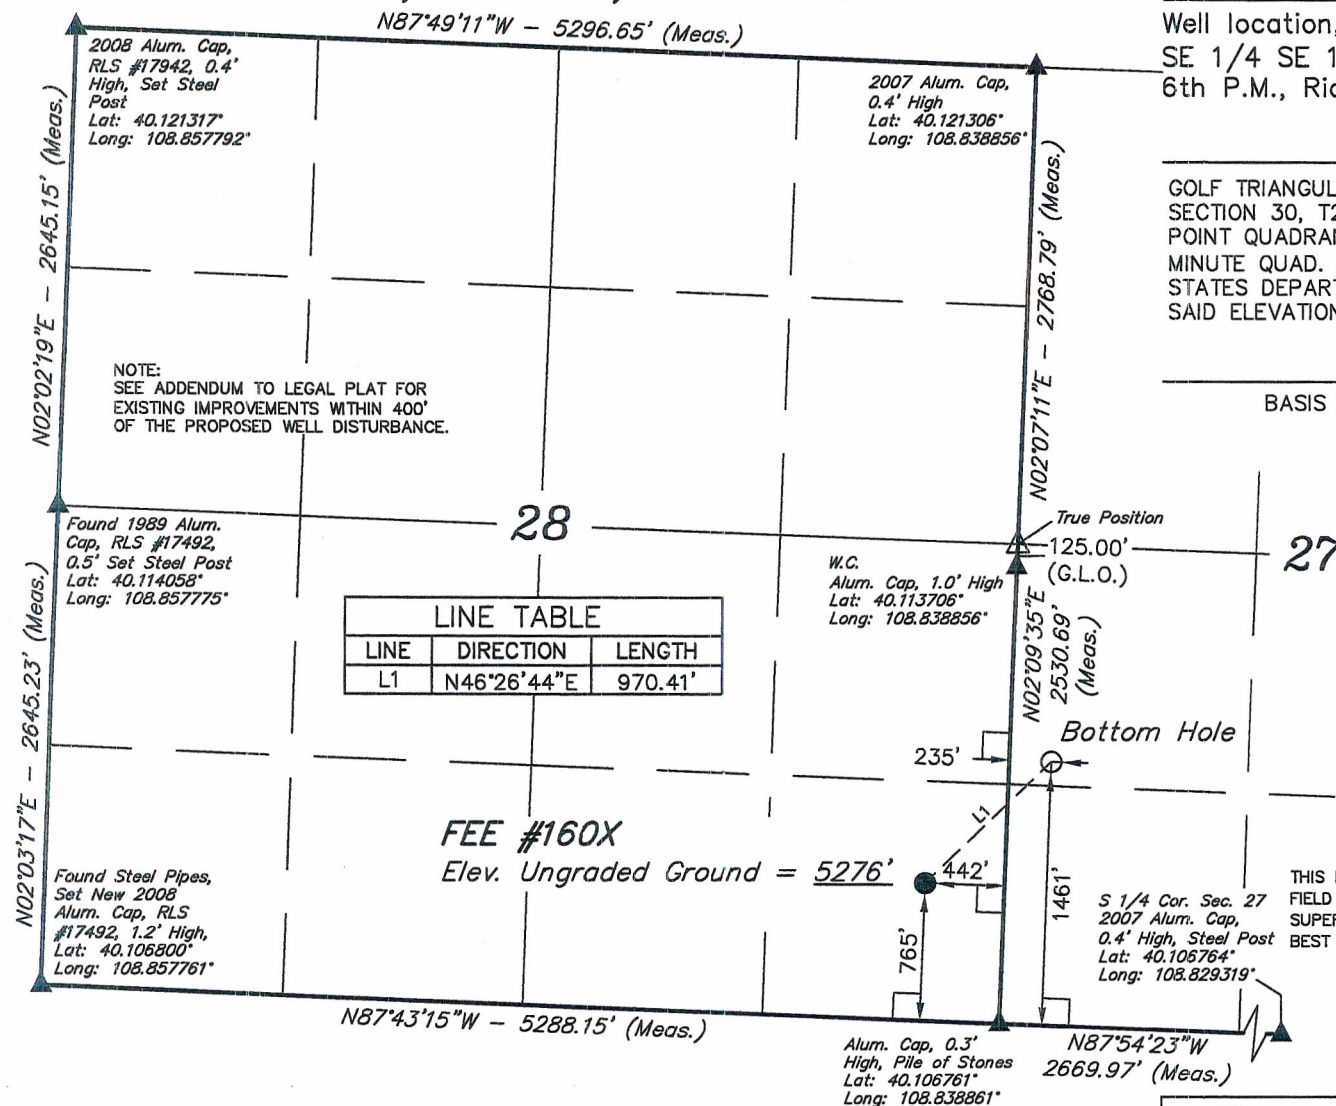 N87°49'11"W - 5296.65' (Meas.)
2008 Alum. Cap,
RLS #17942, 0.4'
High, Set Steel
Post
Lat: 40.121317°
Long: 108.857792°
2007 Alum. Cap,
0.4' High
Lat: 40.121306°
Long: 108.838856°
Well location,
SE 1/4 SE 1
6th P.M., Rio
GOLF TRIANGUL
SECTION 30, T2
POINT QUADRAN
MINUTE QUAD.
STATES DEPART
SAID ELEVATION
BASIS
N02°02'19"E - 2645.15' (Meas.)
N02°07'11"E - 2768.79' (Meas.)
NOTE:
SEE ADDENDUM TO LEGAL PLAT FOR
EXISTING IMPROVEMENTS WITHIN 400'
OF THE PROPOSED WELL DISTURBANCE.
28
True Position
125.00'
(G.L.O.)
27
Found 1989 Alum.
Cap, RLS #17492,
0.5' Set Steel Post
Lat: 40.114058°
Long: 108.857775°
W.C.
Alum. Cap, 1.0' High
Lat: 40.113706°
Long: 108.838856°
LINE TABLE
LINE DIRECTION LENGTH
L1 N46°26'44"E 970.41'
N02°03'17"E - 2645.23' (Meas.)
N02°09'35"E
2530.69'
(Meas.)
Bottom Hole
235'
L1
FEE #160X
Elev. Ungraded Ground = 5276'
442'
765'
1461'
Found Steel Pipes,
Set New 2008
Alum. Cap, RLS
#17492, 1.2' High,
Lat: 40.106800°
Long: 108.857761°
S 1/4 Cor. Sec. 27
2007 Alum. Cap,
0.4' High, Steel Post
Lat: 40.106764°
Long: 108.829319°
THIS
FIELD
SUPER
BEST
N87°43'15"W - 5288.15' (Meas.)
Alum. Cap, 0.3'
High, Pile of Stones
Lat: 40.106761°
Long: 108.838861°
N87°54'23"W
2669.97' (Meas.)